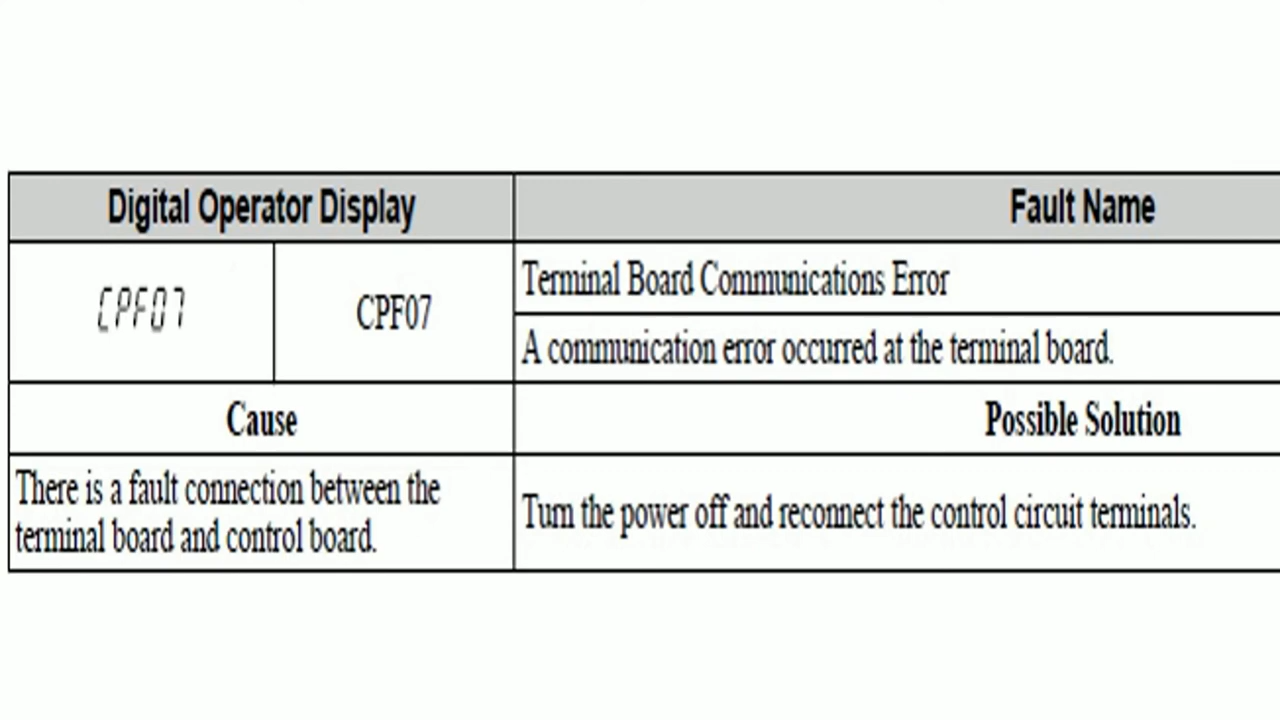 Digital Operator Display
Fault Name
CPF07
CPF07
Terminal Board Communications Error
A communication error occurred at the terminal board.
Cause
Possible Solution
There is a fault connection between the
terminal board and control board.
Turn the power off and reconnect the control circuit terminals.